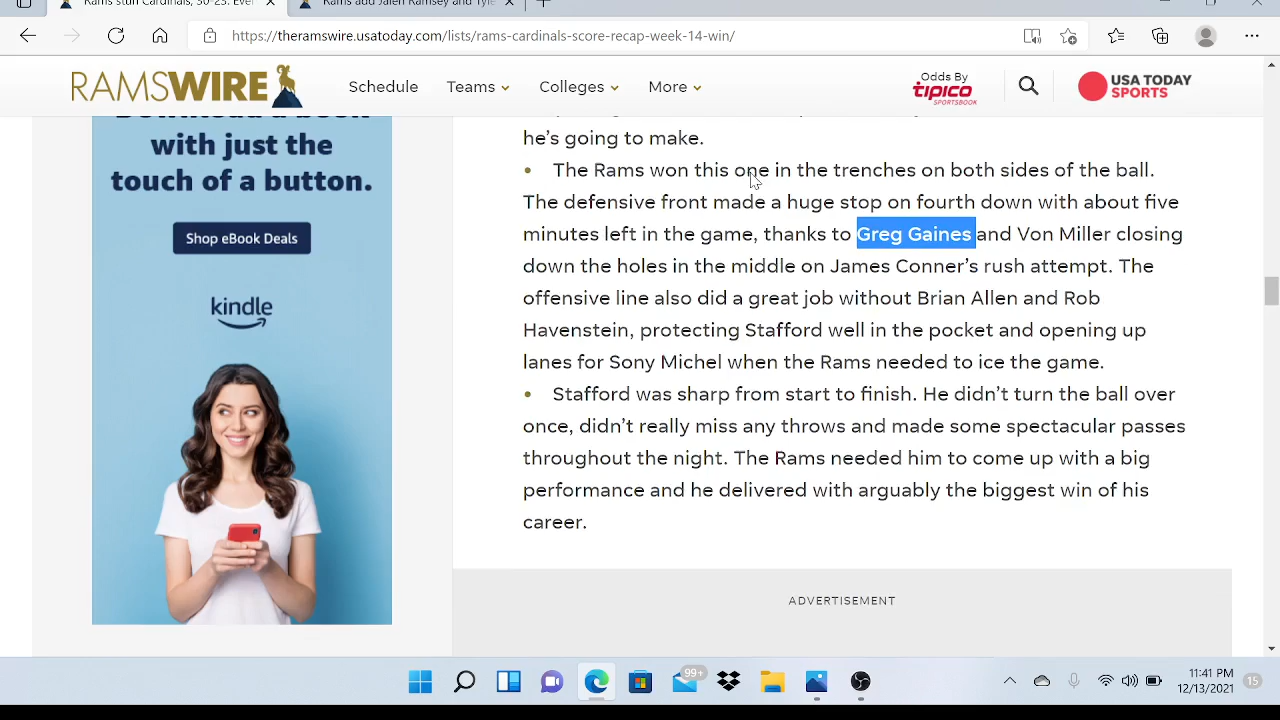 Rams stun Cardinals, 30-23: Ever
Rams add Jalen Ramsey and Tyle
https://theramswire.usatoday.com/lists/rams-cardinals-score-recap-week-14-win/
RAMSWIRE
Schedule
Teams
Colleges
More
Odds By
tipico
SPORTSBOOK
USA TODAY
SPORTS
Download a book
with just the
touch of a button.
Shop eBook Deals
kindle
he's going to make.
• The Rams won this one in the trenches on both sides of the ball.
The defensive front made a huge stop on fourth down with about five
minutes left in the game, thanks to Greg Gaines and Von Miller closing
down the holes in the middle on James Conner's rush attempt. The
offensive line also did a great job without Brian Allen and Rob
Havenstein, protecting Stafford well in the pocket and opening up
lanes for Sony Michel when the Rams needed to ice the game.
• Stafford was sharp from start to finish. He didn't turn the ball over
once, didn't really miss any throws and made some spectacular passes
throughout the night. The Rams needed him to come up with a big
performance and he delivered with arguably the biggest win of his
career.
ADVERTISEMENT
99+
11:41 PM
12/13/2021
15